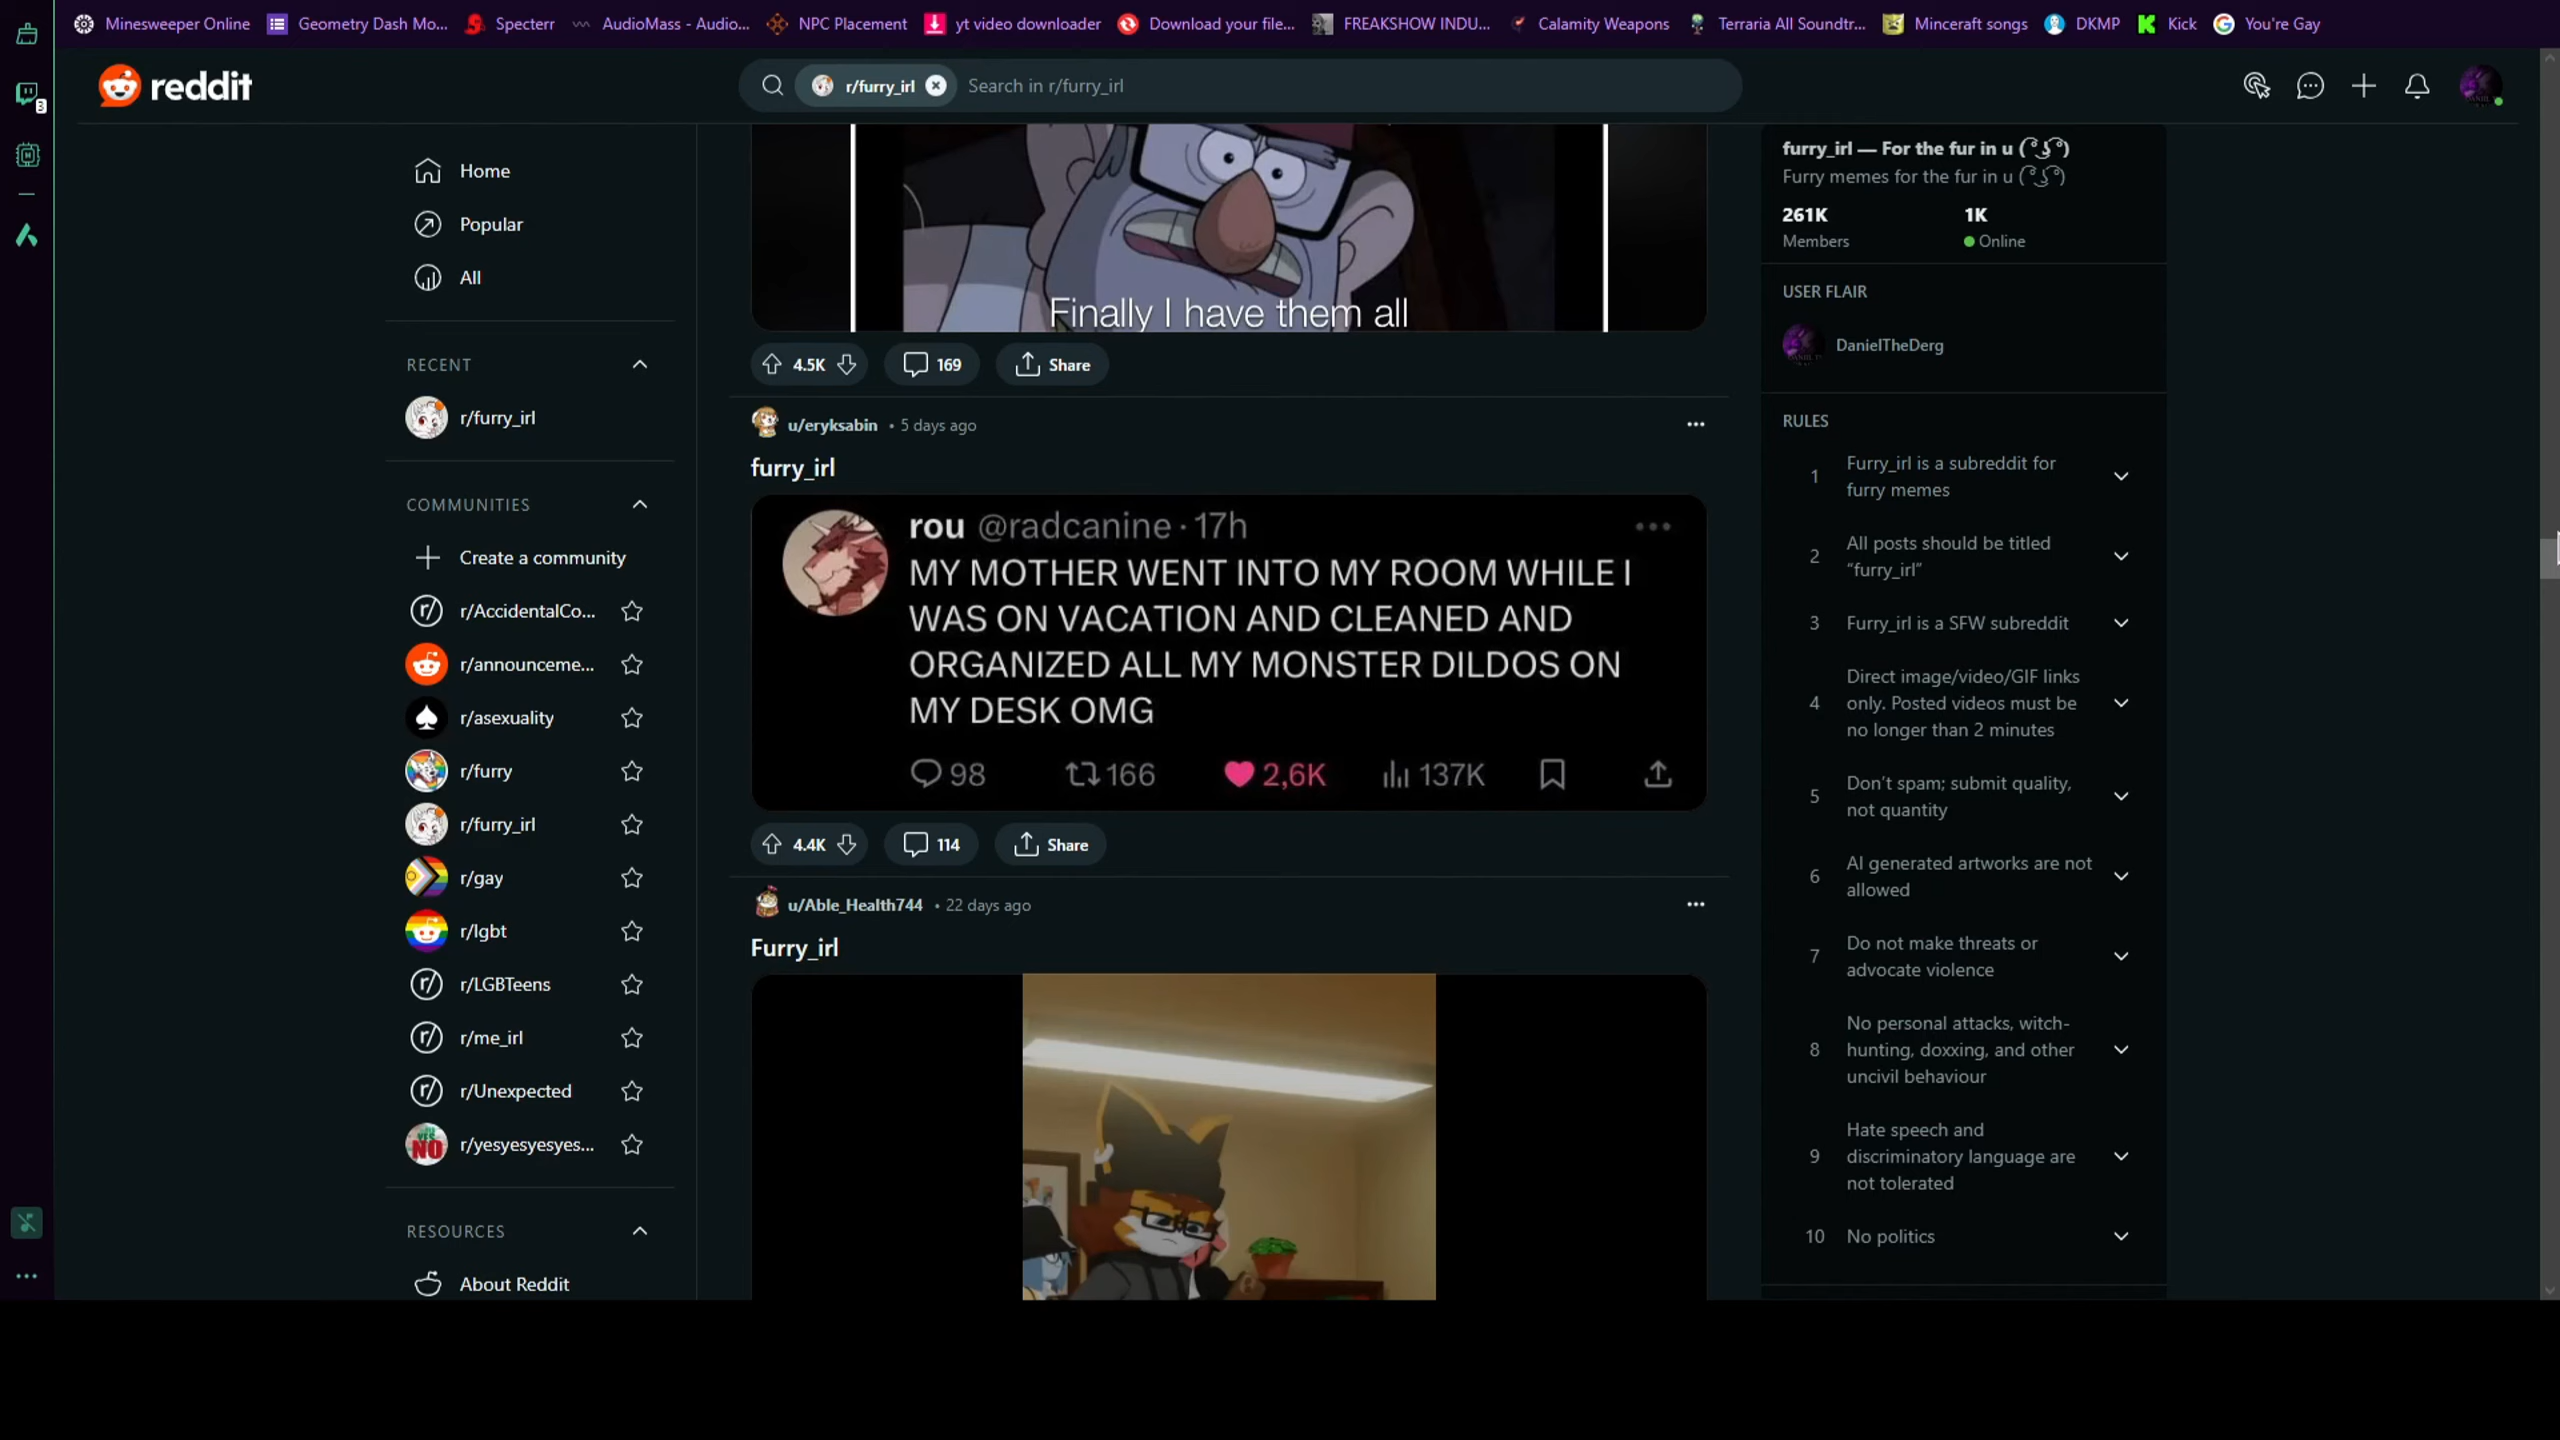 Minesweeper Online
Geometry Dash Mo...
Specterr
AudioMass - Audio...
NPC Placement
yt video downloader
Download your file...
FREAKSHOW INDU...
Calamity Weapons
Terraria All Soundtr...
Minceraft songs
DKMP
Kick
You're Gay
3
reddit
r/furry_irl
Search in r/furry_irl
Home
Popular
All
RECENT
r/furry_irl
COMMUNITIES
Create a community
r/AccidentalCo...
r/announceme...
r/asexuality
r/furry
r/furry_irl
r/gay
r/lgbt
r/LGBTeens
r/me_irl
r/Unexpected
r/yesyesyesyes...
RESOURCES
About Reddit
Finally I have them all
4.5K
169
Share
u/eryksabin • 5 days ago
furry_irl
rou @radcanine · 17h
MY MOTHER WENT INTO MY ROOM WHILE I
WAS ON VACATION AND CLEANED AND
ORGANIZED ALL MY MONSTER DILDOS ON
MY DESK OMG
98
166
2,6K
137K
4.4K
114
Share
u/Able_Health744 • 22 days ago
Furry_irl
furry_irl — For the fur in u ( ͡° ͜ʖ ͡°)
Furry memes for the fur in u ( ͡° ͜ʖ ͡°)
261K
Members
1K
Online
USER FLAIR
DanielTheDerg
RULES
1 Furry_irl is a subreddit for
furry memes
2 All posts should be titled
“furry_irl”
3 Furry_irl is a SFW subreddit
4 Direct image/video/GIF links
only. Posted videos must be
no longer than 2 minutes
5 Don’t spam; submit quality,
not quantity
6 AI generated artworks are not
allowed
7 Do not make threats or
advocate violence
8 No personal attacks, witch-
hunting, doxxing, and other
uncivil behaviour
9 Hate speech and
discriminatory language are
not tolerated
10 No politics